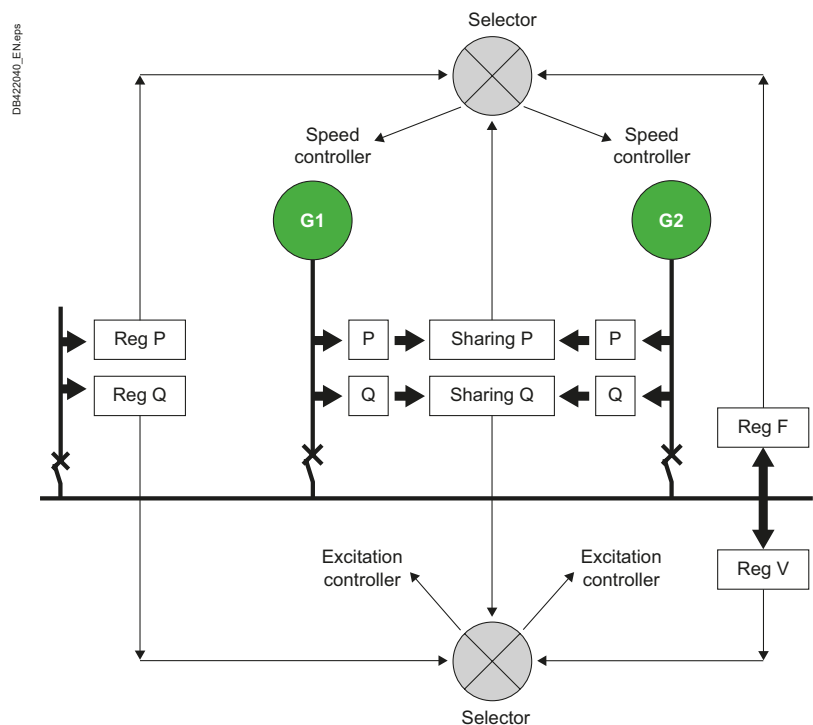 DB422040_EN.eps
Selector
Speed
controller
Speed
controller
G1
G2
Reg P
P
Sharing P
P
Reg Q
Q
Sharing Q
Q
Reg F
Excitation
controller
Excitation
controller
Reg V
Selector